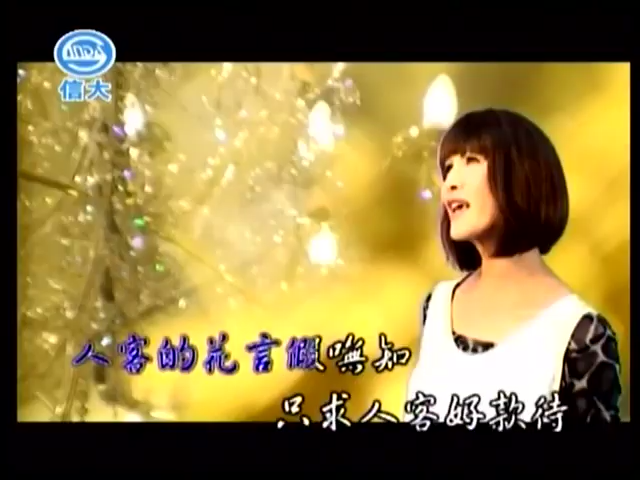 信大
人客的花言假嘸知
只求人客好款待